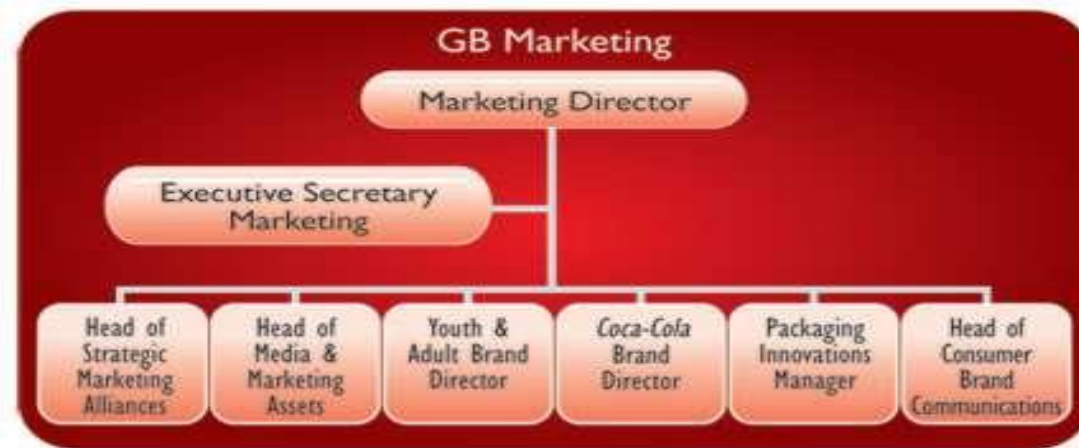 GB Marketing
Marketing Director
Executive Secretary
Marketing
Head of
Strategic
Marketing
Alliances
Head of
Media &
Marketing
Assets
Youth &
Adult Brand
Director
Coca-Cola
Brand
Director
Packaging
Innovations
Manager
Head of
Consumer
Brand
Communications